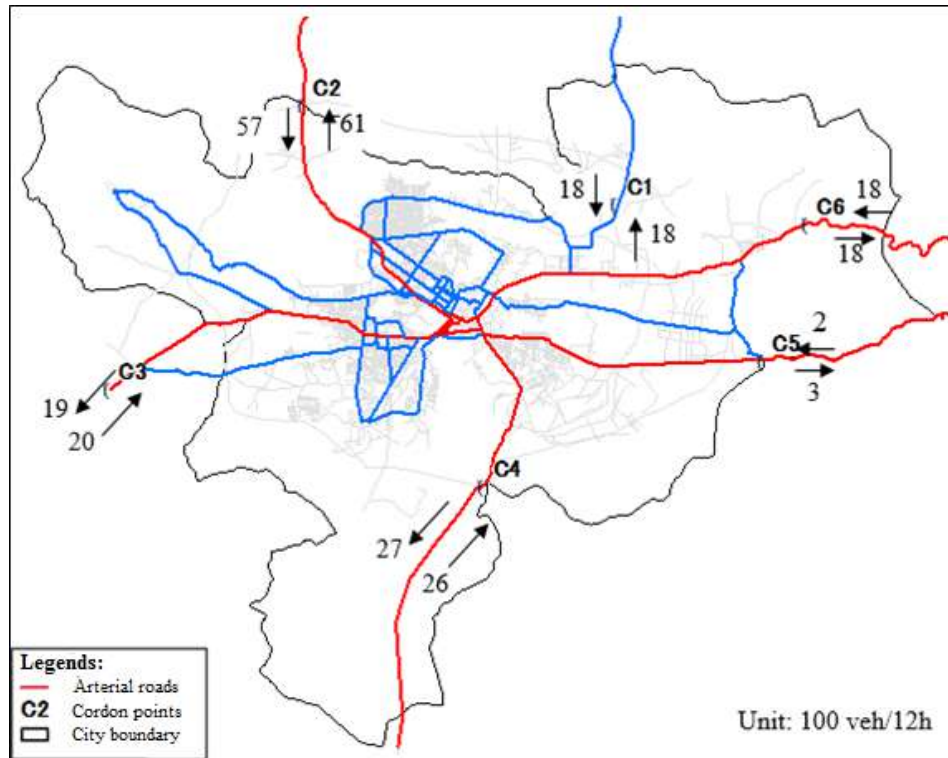 C2
57
61
18
C1
18
C6
18
18
2
C5
3
C3
19
20
C4
27
26
Legends:
Arterial roads
C2 Cordon points
City boundary
Unit: 100 veh/12h